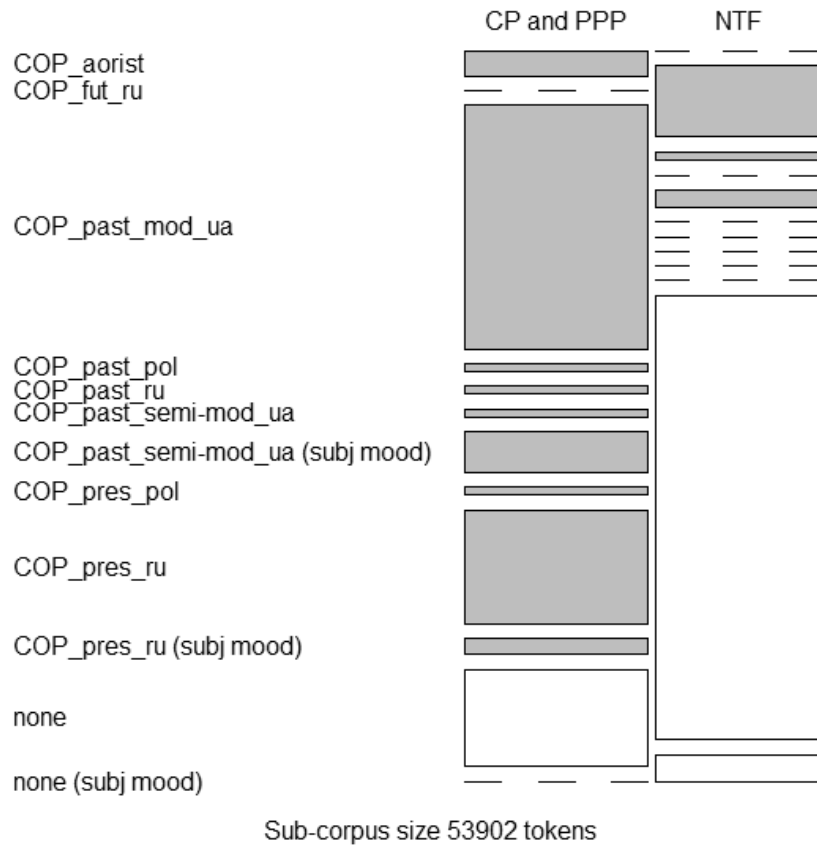 CP and PPP NTF
COP_aorist
COP_fut_ru
COP_past_mod_ua
COP_past_pol
COP_past_ru
COP_past_semi-mod_ua
COP_past_semi-mod_ua (subj mood)
COP_pres_pol
COP_pres_ru
COP_pres_ru (subj mood)
none
none (subj mood)
Sub-corpus size 53902 tokens